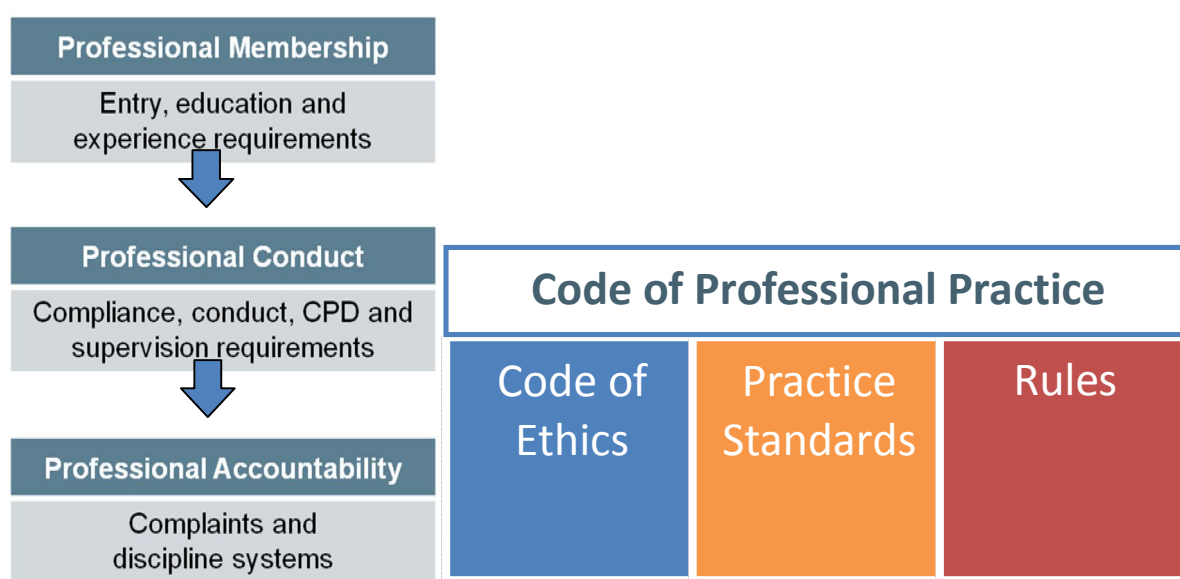 Professional Membership
Entry, education and
experience requirements
Professional Conduct
Compliance, conduct, CPD and
supervision requirements
Professional Accountability
Complaints and
discipline systems
Code of Professional Practice
Code of
Ethics
Practice
Standards
Rules